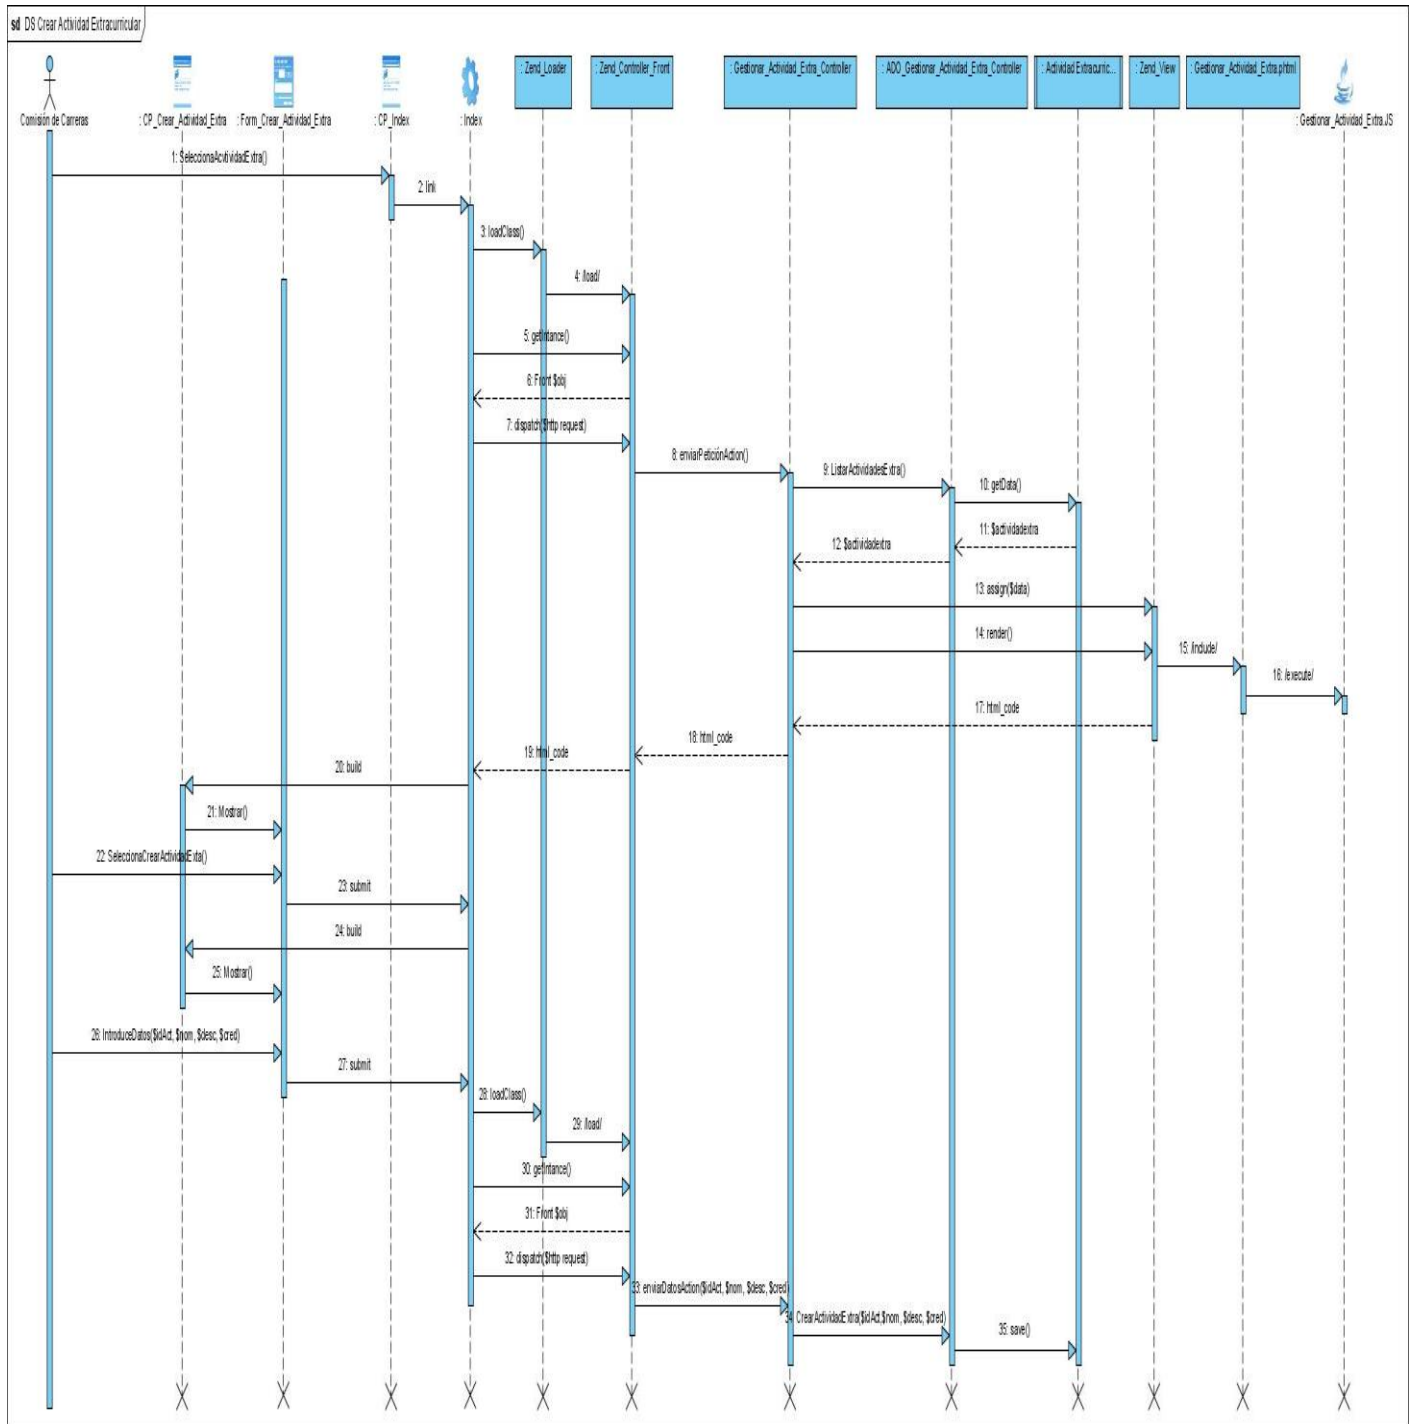 sd DS Crear Actividad Extracurricular
Comisión de Carreras
: CP_Crear_Actividad_Extra
: Form_Crear_Actividad_Extra
: CP_Index
: Index
: Zend_Loader
: Zend_Controller_Front
: Gestionar_Actividad_Extra_Controller
: ADO_Gestionar_Actividad_Extra_Controller
: Actividad Extracurric...
: Zend_View
: Gestionar_Actividad_Extra.phtml
: Gestionar_Actividad_Extra.JS
1: SeleccionaAcvtividadExtra()
2: link
3: loadClass()
4: /load/
5: getIntance()
6: Front $obj
7: dispatch($http request)
8: enviarPeticiónAction()
9: ListarActividadesExtra()
10: getData()
11: $actividadextra
12: $actividadextra
13: assign($data)
14: render()
15: /include/
16: /execute/
17: html_code
18: html_code
19: html_code
20: build
21: Mostrar()
22: SeleccionaCrearActividadExta()
23: submit
24: build
25: Mostrar()
26: IntroduceDatos($idAct, $nom, $desc, $cred)
27: submit
28: loadClass()
29: /load/
30: getIntance()
31: Front $obj
32: dispatch($http request)
33: enviarDatosAction($idAct, $nom, $desc, $cred)
34: CrearActividadExtra($idAct,$nom, $desc, $cred)
35: save()